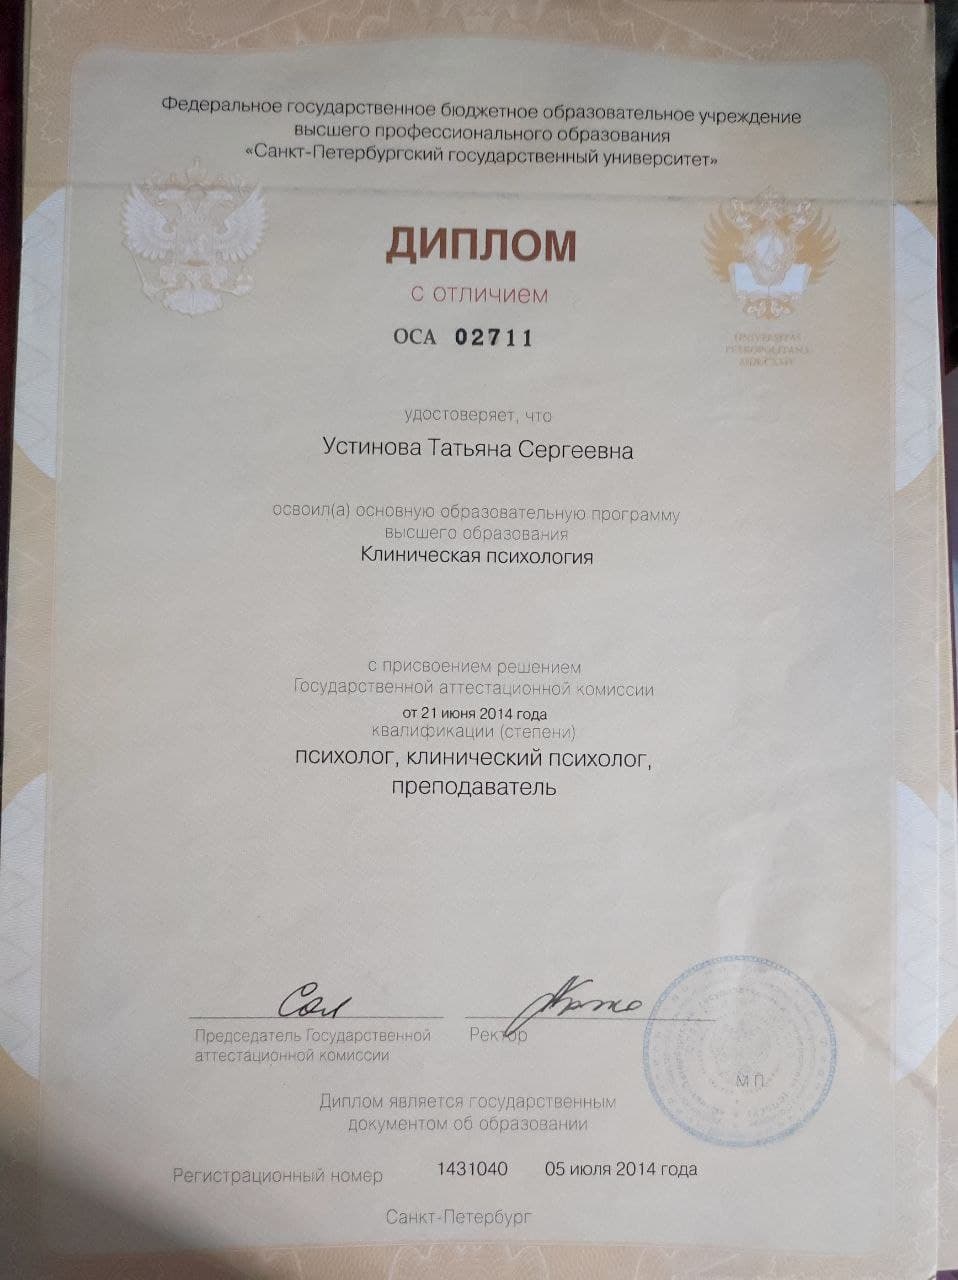 Федеральное государственное бюджетное образовательное учреждение
высшего профессионального образования
«Санкт-Петербургский государственный университет»
ДИПЛОМ
с отличием
ОСА 02711
UNIVERSITAS
PETROPOLITANA
удостоверяет, что
Устинова Татьяна Сергеевна
освоил(а) основную образовательную программу
высшего образования
Клиническая психология
с присвоением решением
Государственной аттестационной комиссии
от 21 июня 2014 года
квалификации (степени)
психолог, клинический психолог,
преподаватель
Председатель Государственной
аттестационной комиссии
Ректор
М.П.
Диплом является государственным
документом об образовании
Регистрационный номер 1431040 05 июля 2014 года
Санкт-Петербург